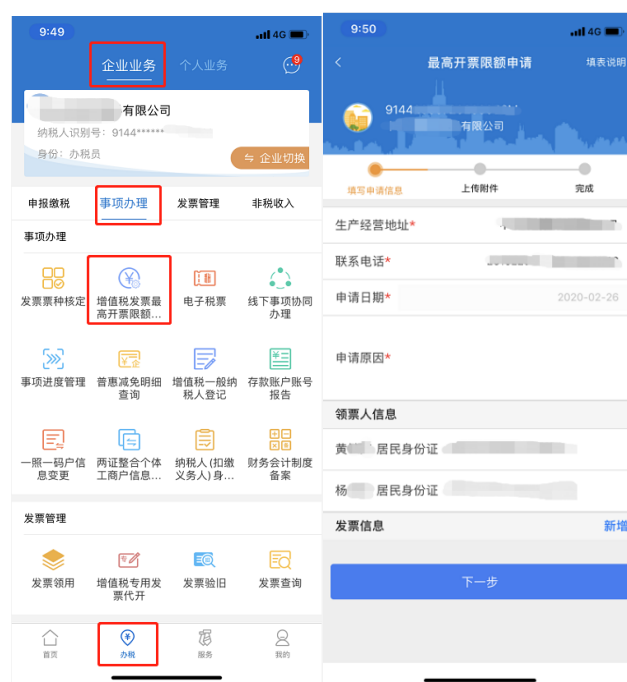 9:49
4G
企业业务
个人业务
9
有限公司
纳税人识别号：9144******
身份：办税员
企业切换
申报缴税
事项办理
发票管理
非税收入
事项办理
发票票种核定
增值税发票最
高开票限额...
电子税票
线下事项协同
办理
事项进度管理
普惠减免明细
查询
增值税一般纳
税人登记
存款账户账号
报告
一照一码户信
息变更
两证整合个体
工商户信息...
纳税人(扣缴
义务人)身...
财务会计制度
备案
发票管理
发票领用
增值税专用发
票代开
发票验旧
发票查询
首页
办税
服务
我的
9:50
4G
最高开票限额申请
填表说明
9144
有限公司
填写申请信息
上传附件
完成
生产经营地址*
联系电话*
申请日期*
2020-02-26
申请原因*
领票人信息
黄
居民身份证
杨
居民身份证
发票信息
新增
下一步